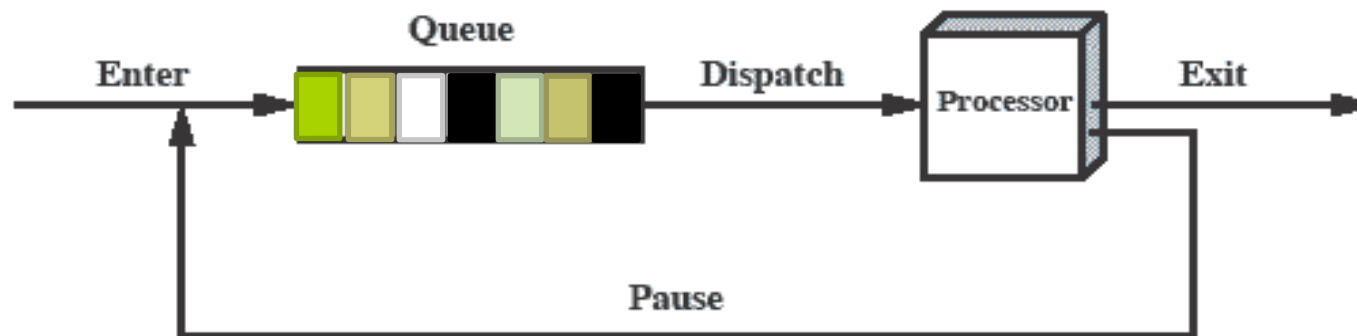 Queue
Enter
Dispatch
Processor
Exit
Pause